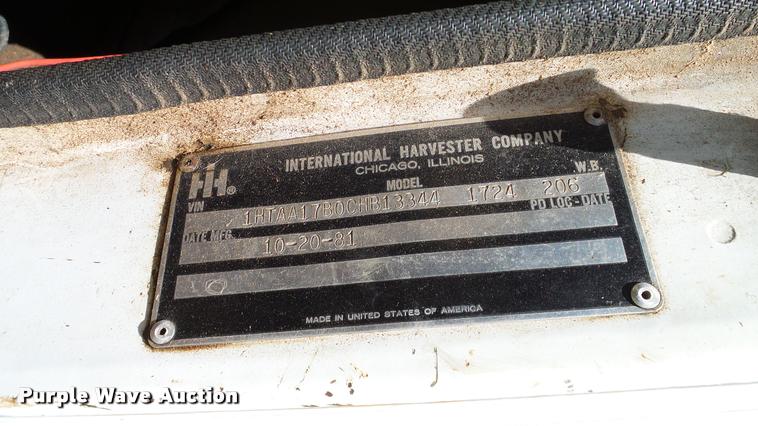 INTERNATIONAL HARVESTER COMPANY
CHICAGO, ILLINOIS
IH® MODEL W.B.
VIN 1HTAA17B0CHB13344 1724 206
DATE MFG. 10-20-81 PD LOC-DATE
MADE IN UNITED STATES OF AMERICA
Purple Wave Auction